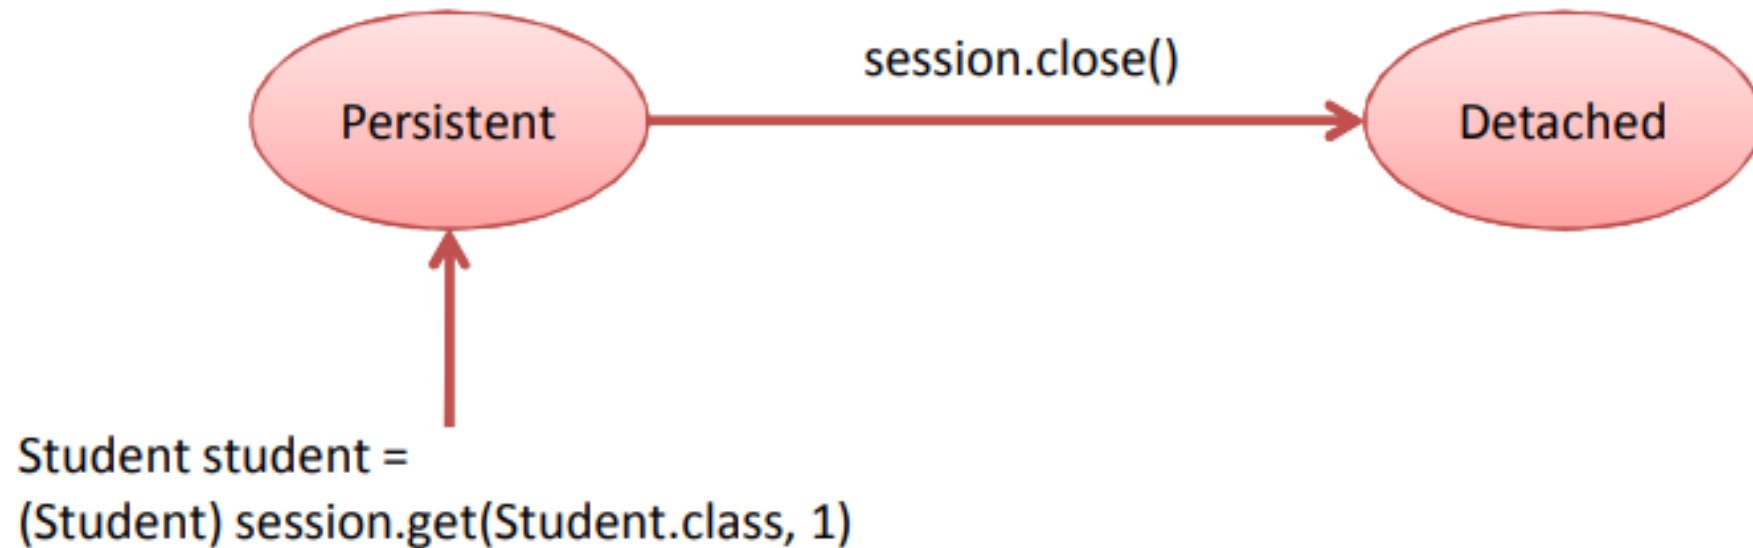 session.close()
Persistent
Detached
Student student =
(Student) session.get(Student.class, 1)